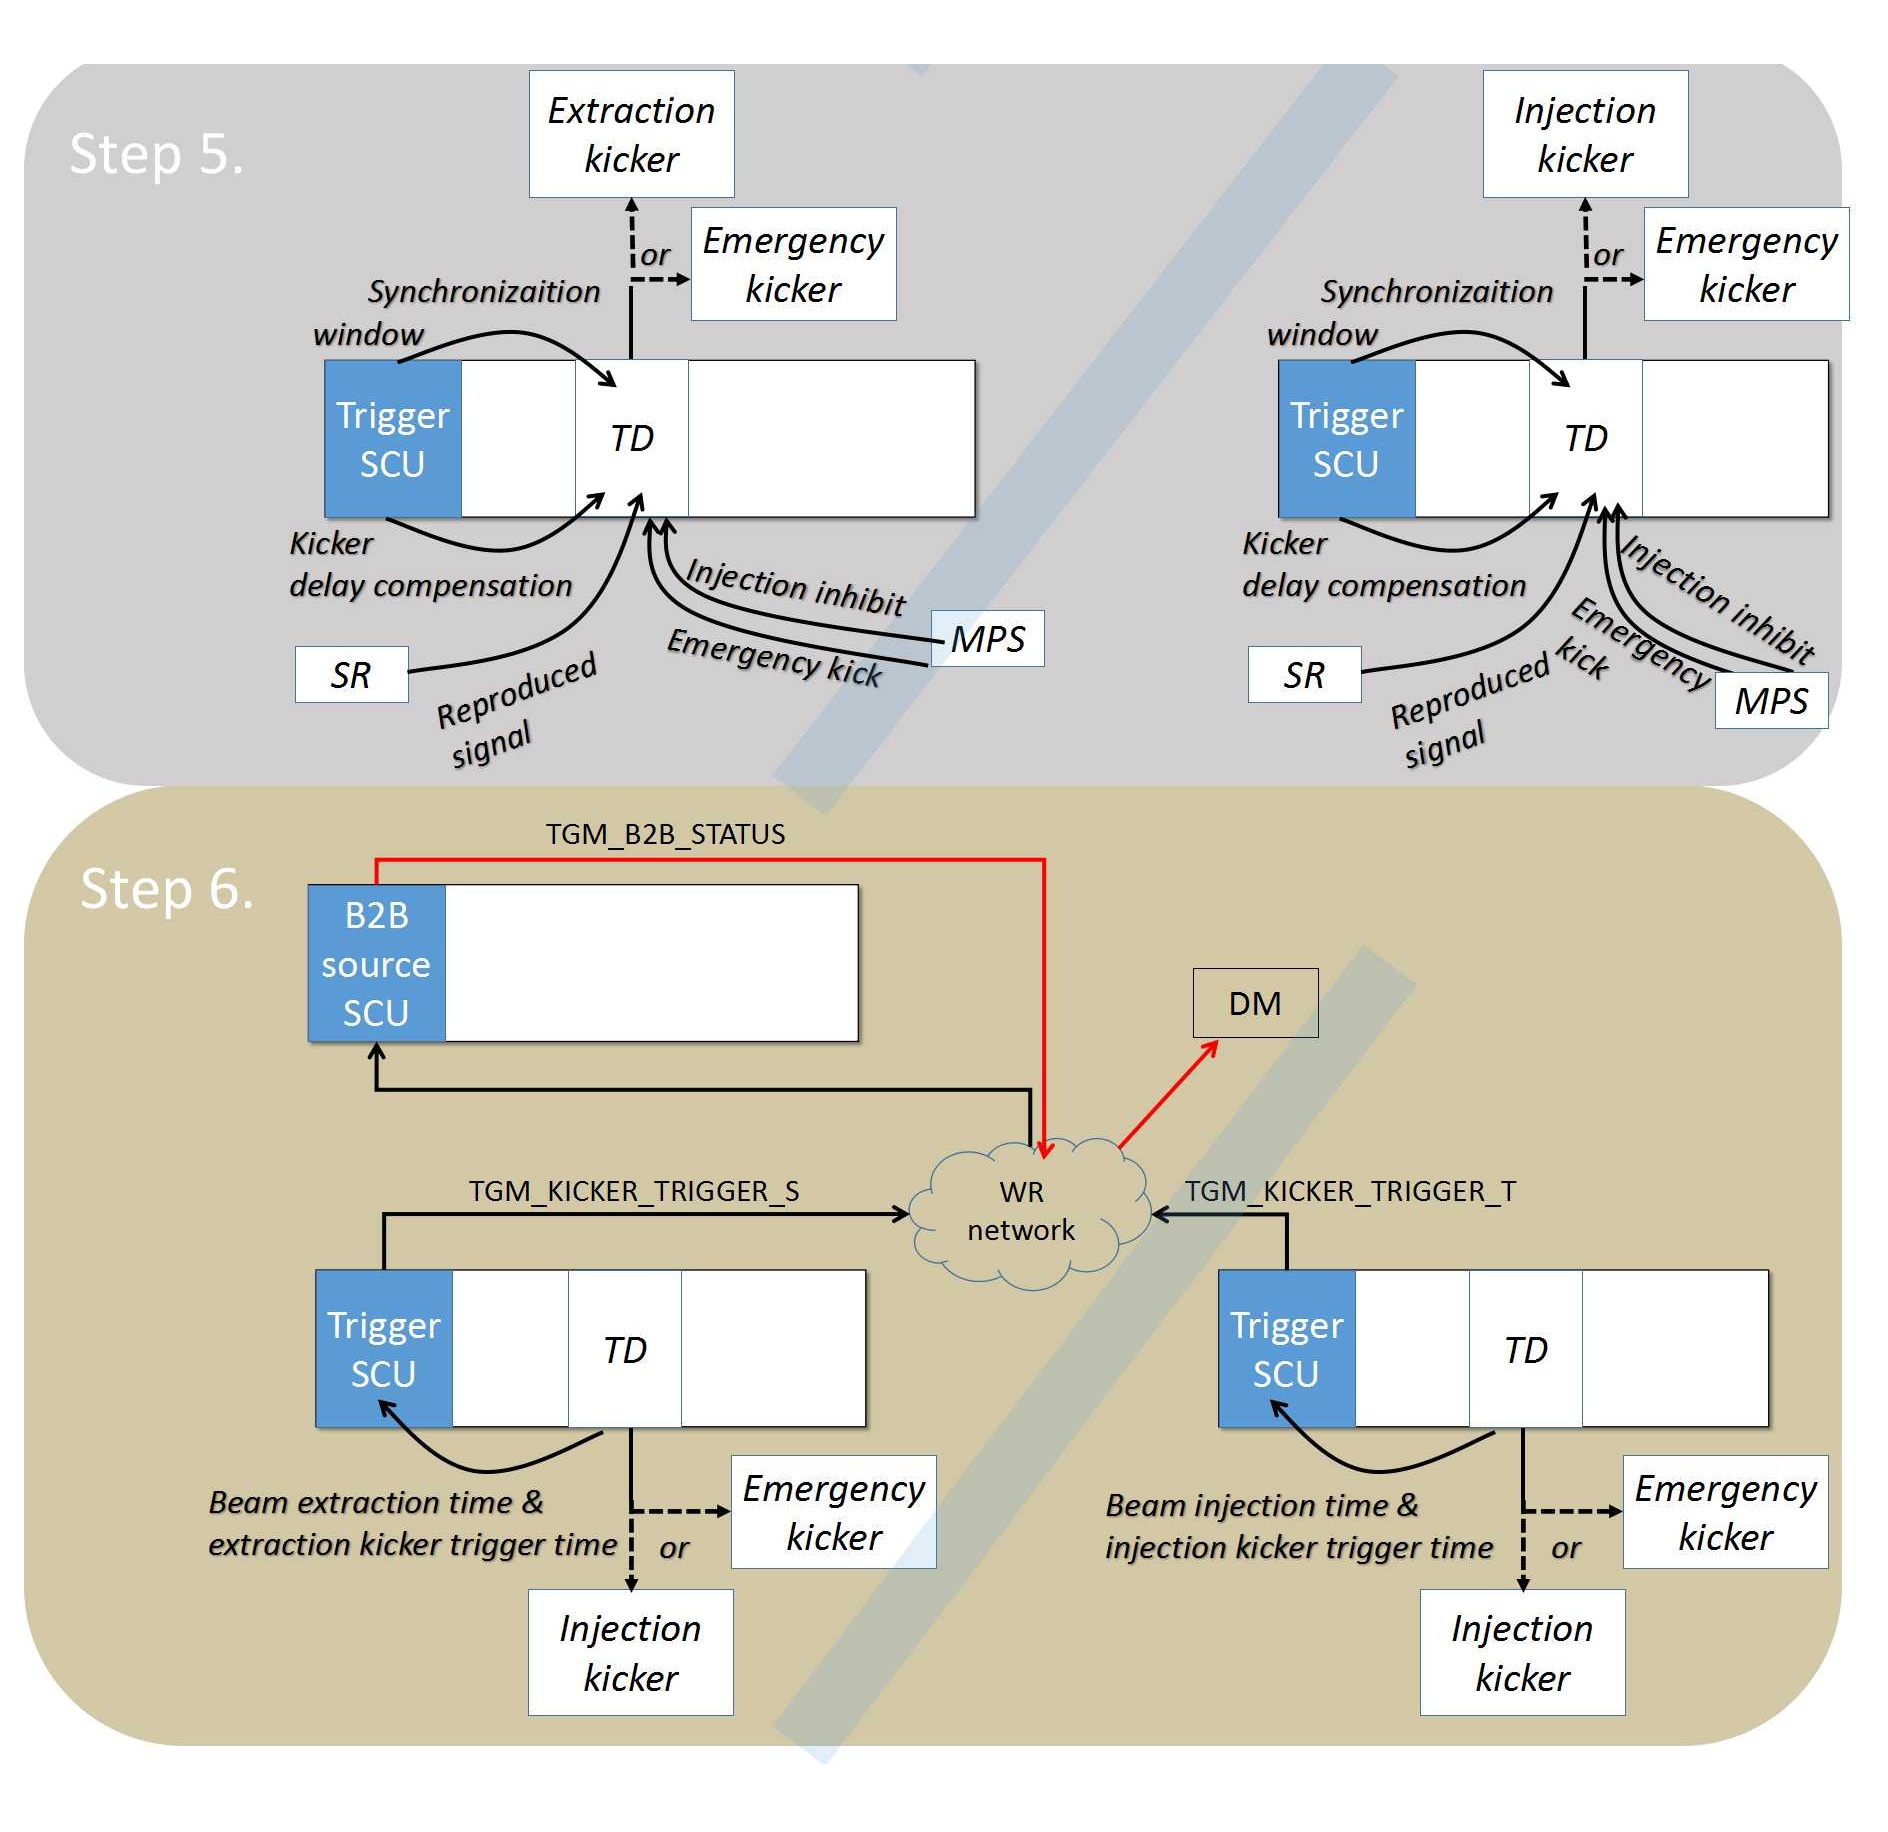 Step 5.
Extraction
kicker
or
Emergency
kicker
Synchronizaition
window
Trigger
SCU
TD
Kicker
delay compensation
Injection inhibit
Emergency kick
MPS
SR
Reproduced
signal
Injection
kicker
or
Emergency
kicker
Synchronizaition
window
Trigger
SCU
TD
Kicker
delay compensation
Injection inhibit
Emergency
kick
MPS
SR
Reproduced
signal
Step 6.
TGM_B2B_STATUS
B2B
source
SCU
DM
WR
network
TGM_KICKER_TRIGGER_S
TGM_KICKER_TRIGGER_T
Trigger
SCU
TD
Beam extraction time &
extraction kicker trigger time
or
Emergency
kicker
Injection
kicker
Trigger
SCU
TD
Beam injection time &
injection kicker trigger time
or
Emergency
kicker
Injection
kicker